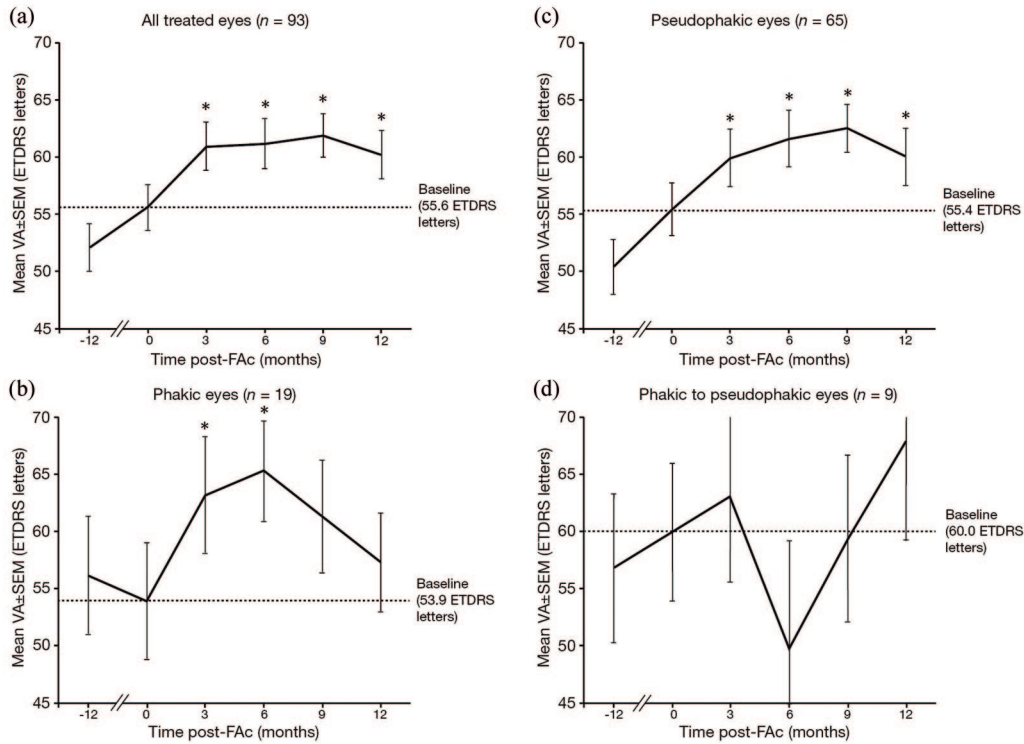 (a)
All treated eyes (n = 93)
Mean VA±SEM (ETDRS letters)
70
65
60
55
50
45
* * * *
Baseline
(55.6 ETDRS
letters)
-12 0 3 6 9 12
Time post-FAc (months)
(c)
Pseudophakic eyes (n = 65)
Mean VA±SEM (ETDRS letters)
70
65
60
55
50
45
* * * *
Baseline
(55.4 ETDRS
letters)
-12 0 3 6 9 12
Time post-FAc (months)
(b)
Phakic eyes (n = 19)
Mean VA±SEM (ETDRS letters)
70
65
60
55
50
45
* *
Baseline
(53.9 ETDRS
letters)
-12 0 3 6 9 12
Time post-FAc (months)
(d)
Phakic to pseudophakic eyes (n = 9)
Mean VA±SEM (ETDRS letters)
70
65
60
55
50
45
Baseline
(60.0 ETDRS
letters)
-12 0 3 6 9 12
Time post-FAc (months)